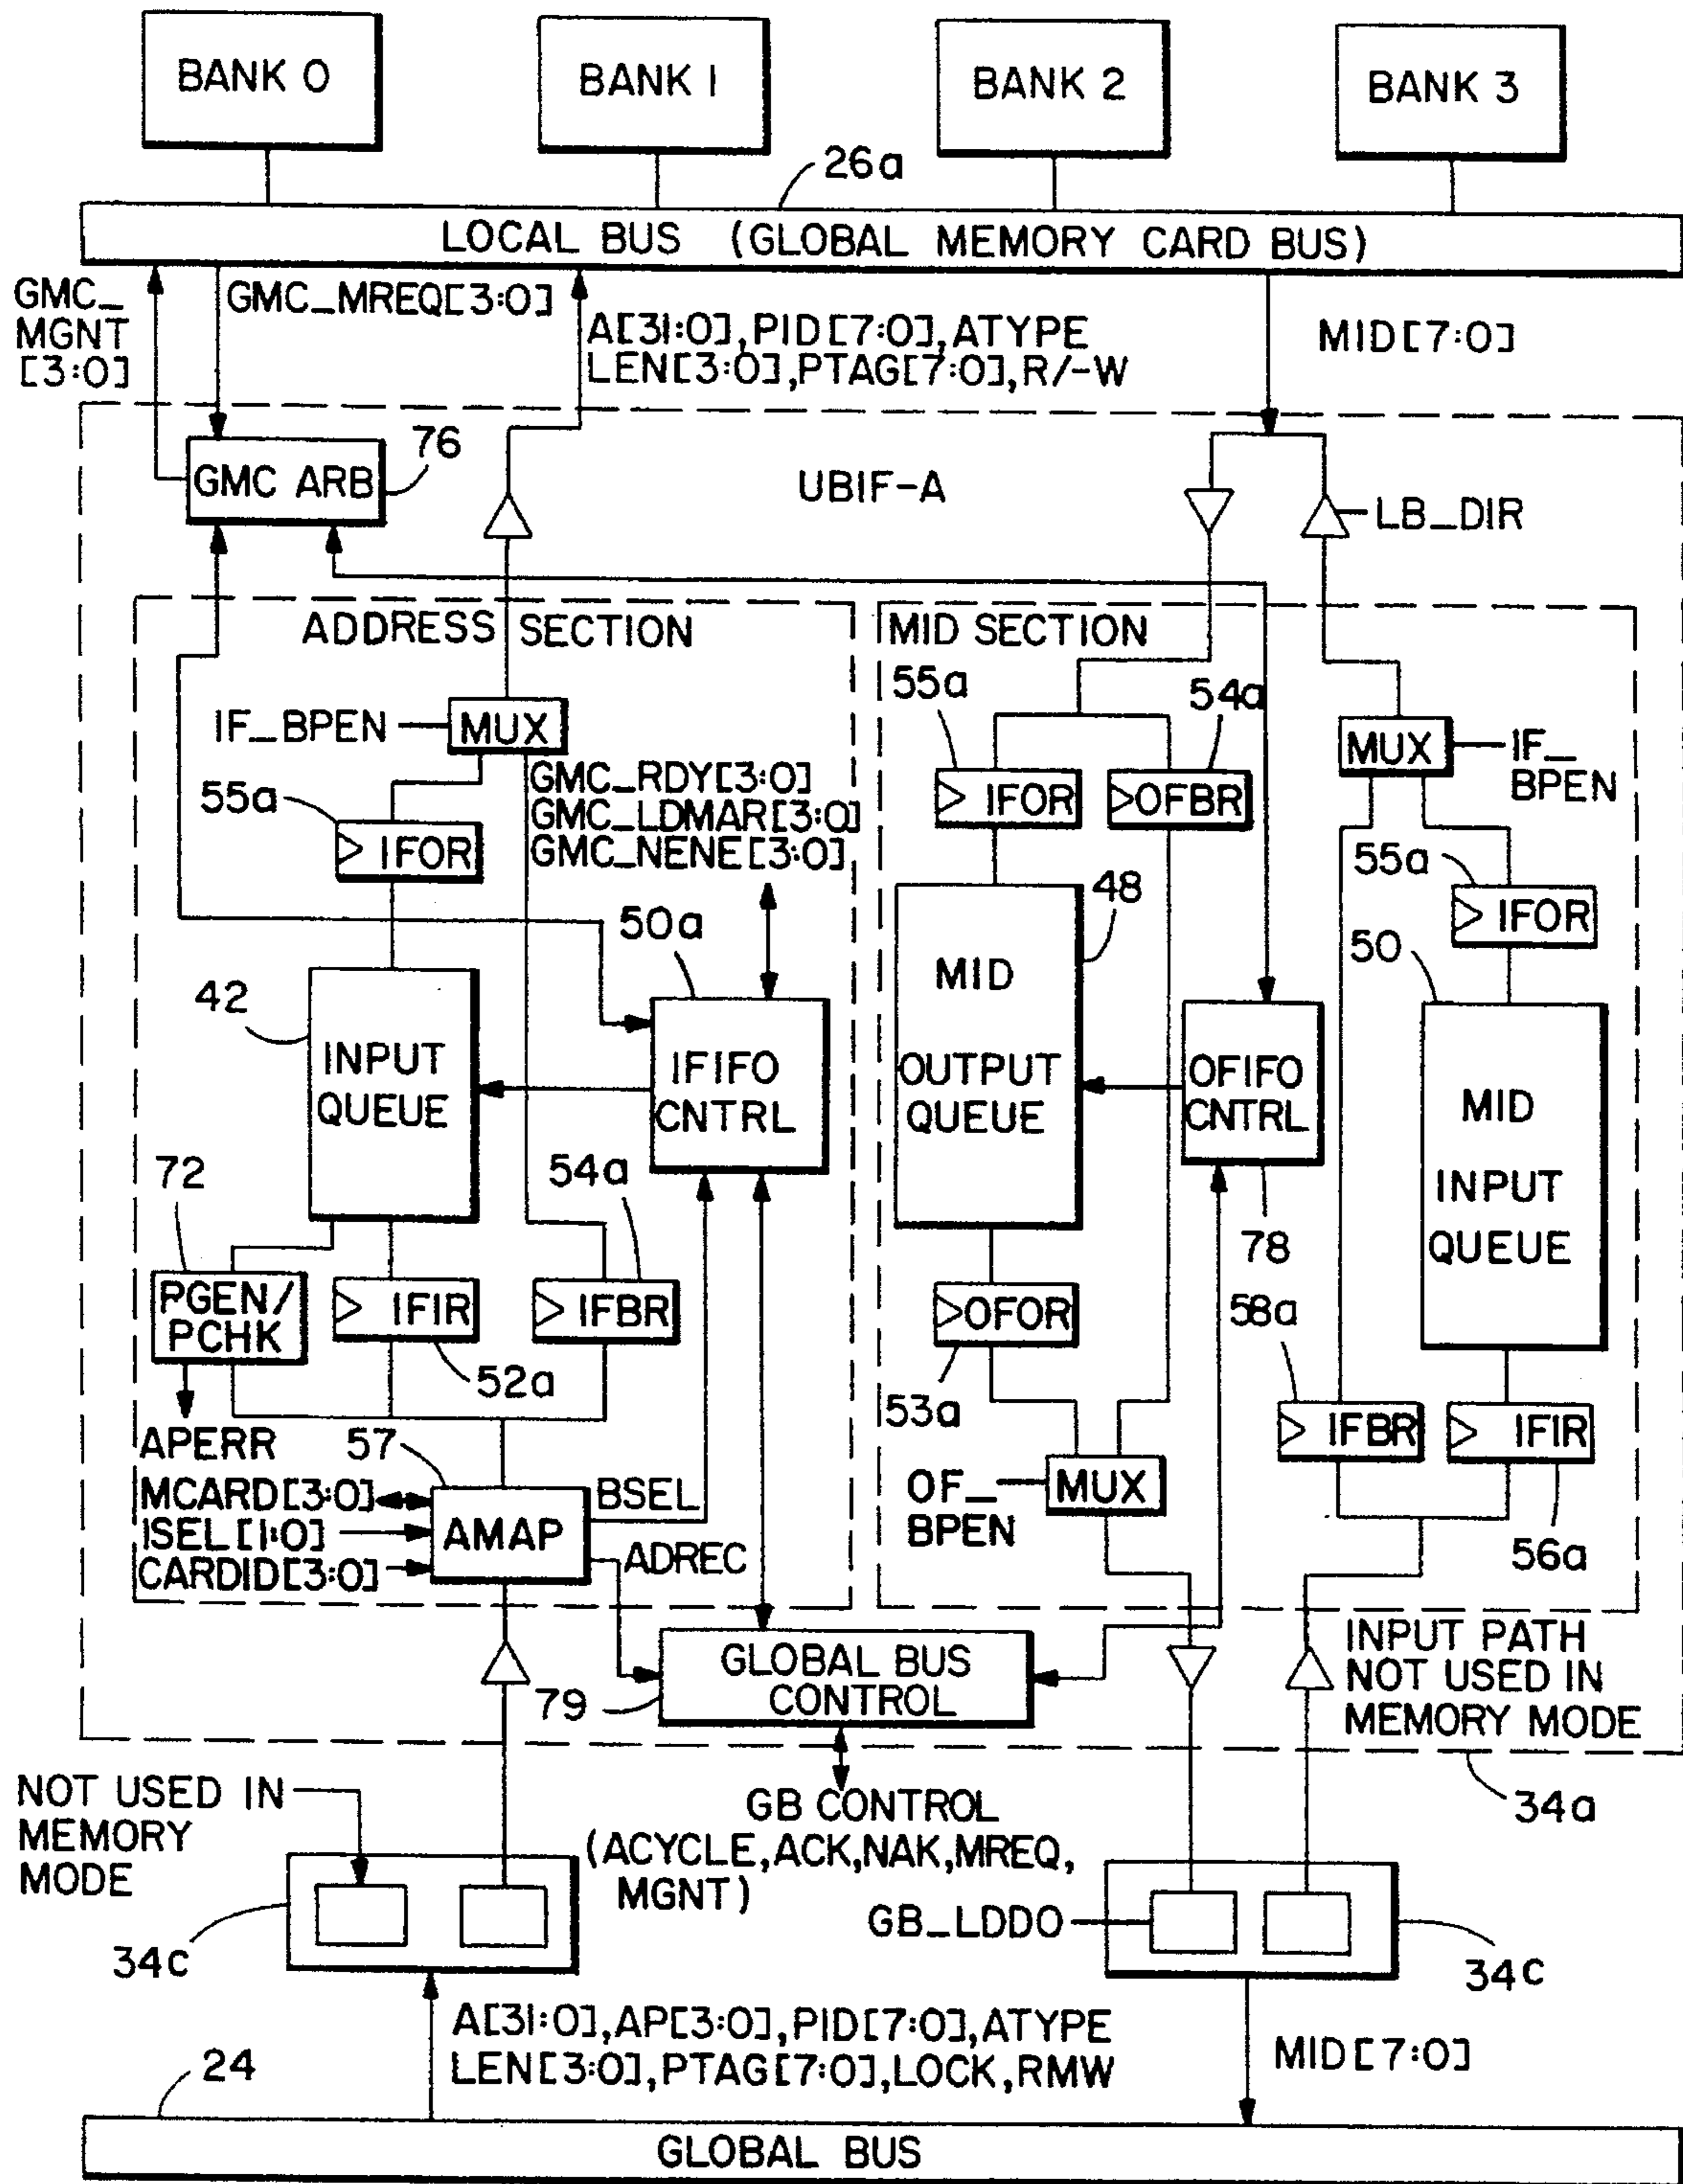 BANK 0
BANK 1
BANK 2
BANK 3
26a
LOCAL BUS (GLOBAL MEMORY CARD BUS)
GMC_
MGNT
[3:0]
GMC_MREQ[3:0]
A[31:0],PID[7:0],ATYPE
LEN[3:0],PTAG[7:0],R/-W
MID[7:0]
76
GMC ARB
UBIF-A
LB_DIR
ADDRESS SECTION
MID SECTION
55a
54a
IF_BPEN
MUX
MUX
IF_
BPEN
GMC_RDY[3:0]
GMC_LDMAR[3:0]
GMC_NENE[3:0]
55a
IFOR
IFOR
OFBR
55a
IFOR
50a
48
50
42
INPUT
QUEUE
IFIFO
CNTRL
MID
OUTPUT
QUEUE
OFIFO
CNTRL
MID
INPUT
QUEUE
72
54a
78
PGEN/
PCHK
IFIR
IFBR
OFOR
58a
52a
53a
IFBR
IFIR
APERR
57
MCARD[3:0]
ISEL[1:0]
CARDID[3:0]
AMAP
BSEL
ADREC
OF_
BPEN
MUX
56a
GLOBAL BUS
CONTROL
79
INPUT PATH
NOT USED IN
MEMORY MODE
NOT USED IN
MEMORY
MODE
GB CONTROL
(ACYCLE,ACK,NAK,MREQ,
MGNT)
34a
GB_LDDO
34c
34c
A[31:0],AP[3:0],PID[7:0],ATYPE
LEN[3:0],PTAG[7:0],LOCK,RMW
MID[7:0]
24
GLOBAL BUS